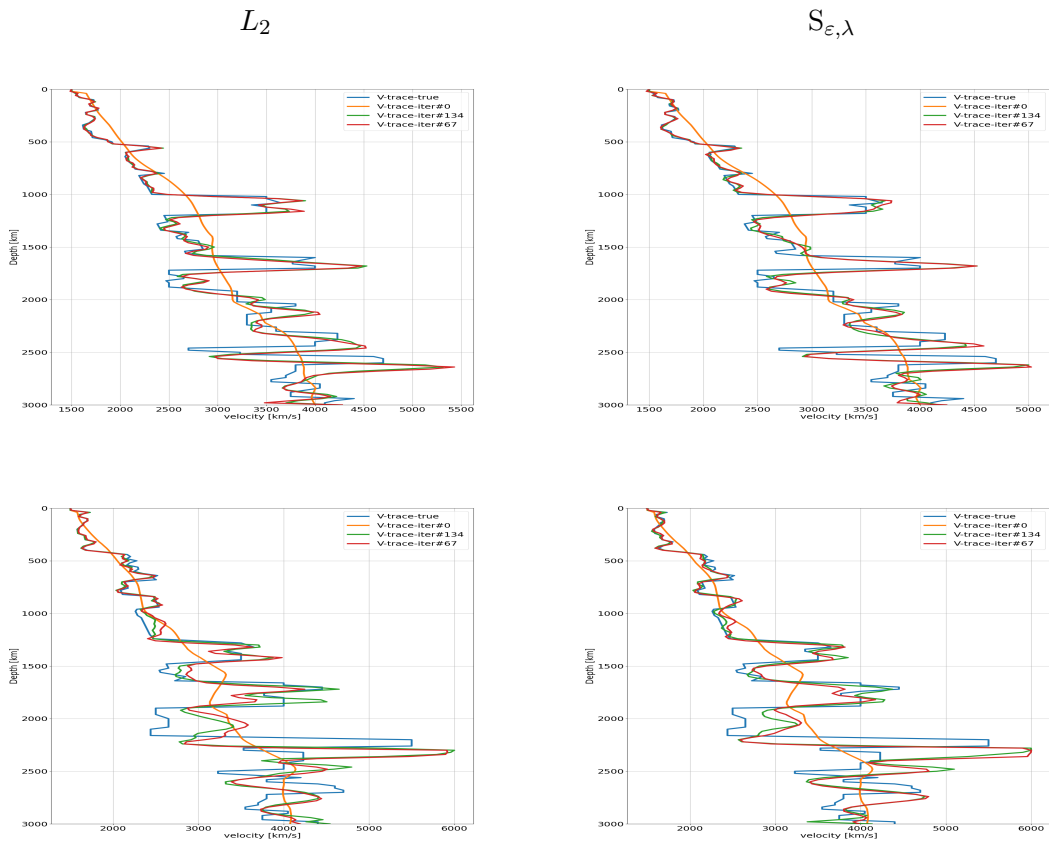 L₂
S_{ε,λ}
V-trace-true
V-trace-iter#0
V-trace-iter#134
V-trace-iter#67
0
500
1000
1500
2000
2500
3000
Depth [km]
1500 2000 2500 3000 3500 4000 4500 5000 5500
velocity [km/s]
V-trace-true
V-trace-iter#0
V-trace-iter#134
V-trace-iter#67
0
500
1000
1500
2000
2500
3000
Depth [km]
1500 2000 2500 3000 3500 4000 4500 5000
velocity [km/s]
V-trace-true
V-trace-iter#0
V-trace-iter#134
V-trace-iter#67
0
500
1000
1500
2000
2500
3000
Depth [km]
2000 3000 4000 5000 6000
velocity [km/s]
V-trace-true
V-trace-iter#0
V-trace-iter#134
V-trace-iter#67
0
500
1000
1500
2000
2500
3000
Depth [km]
2000 3000 4000 5000 6000
velocity [km/s]